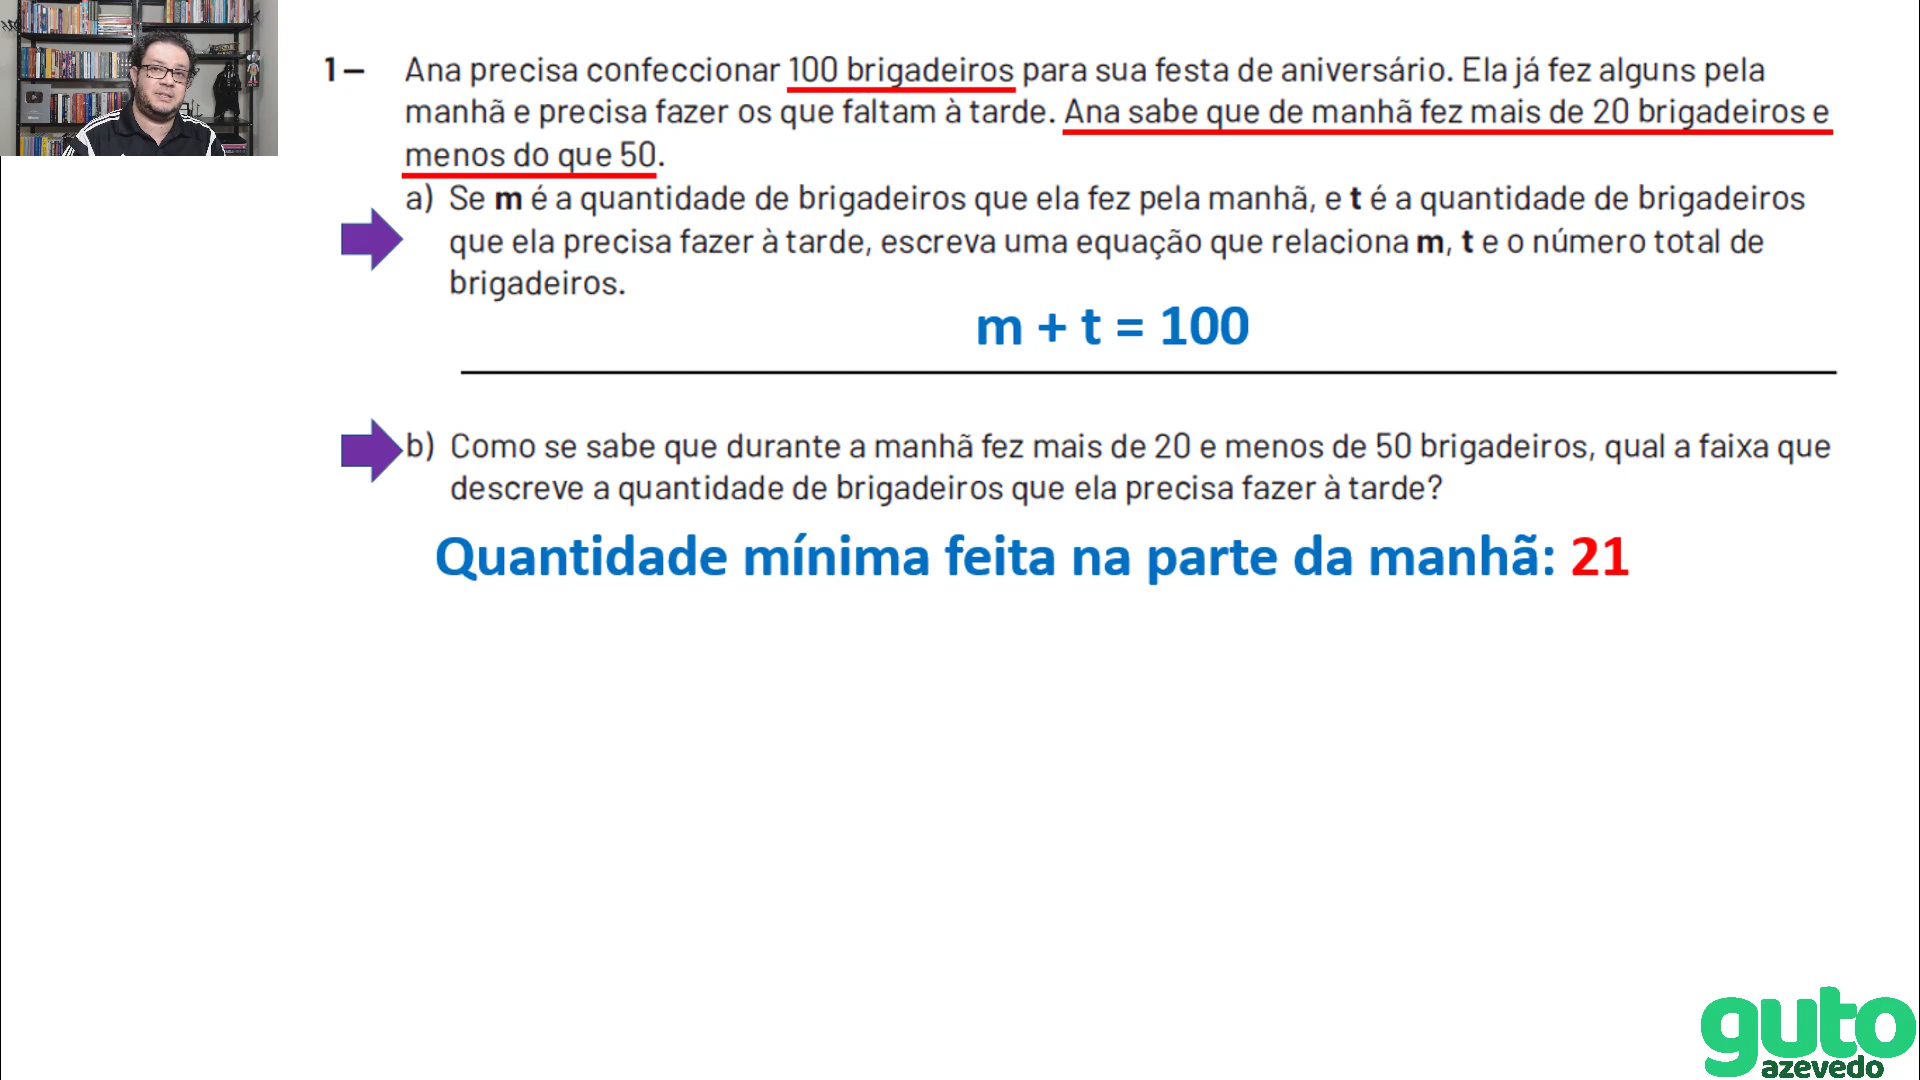 1 – Ana precisa confeccionar 100 brigadeiros para sua festa de aniversário. Ela já fez alguns pela
manhã e precisa fazer os que faltam à tarde. Ana sabe que de manhã fez mais de 20 brigadeiros e
menos do que 50.
a) Se m é a quantidade de brigadeiros que ela fez pela manhã, e t é a quantidade de brigadeiros
que ela precisa fazer à tarde, escreva uma equação que relaciona m, t e o número total de
brigadeiros.
m + t = 100
b) Como se sabe que durante a manhã fez mais de 20 e menos de 50 brigadeiros, qual a faixa que
descreve a quantidade de brigadeiros que ela precisa fazer à tarde?
Quantidade mínima feita na parte da manhã: 21
guto
azevedo